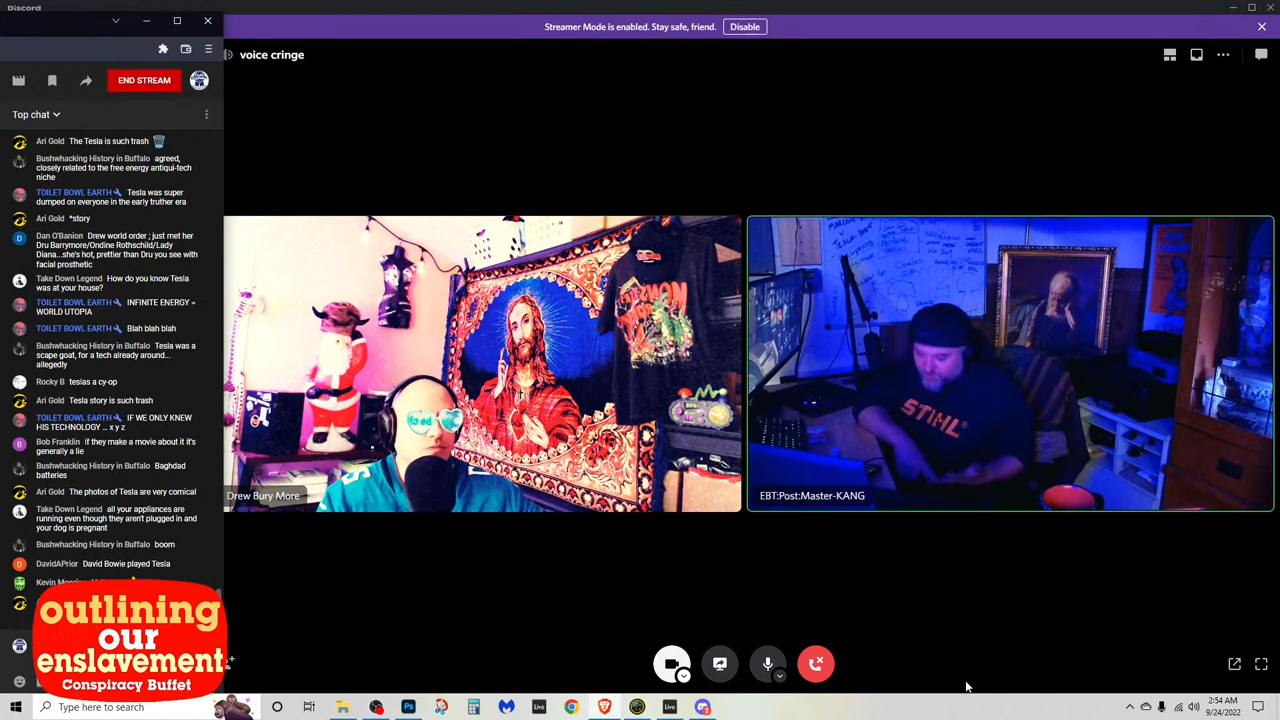 Discord
Streamer Mode is enabled. Stay safe, friend.
Disable
voice cringe
END STREAM
Top chat
Ari Gold The Tesla is such trash 🗑️
Bushwhacking History in Buffalo agreed,
closely related to the free energy antiqui-tech
niche
TOILET BOWL EARTH Tesla was super
dumped on everyone in the early truther era
Ari Gold *story
Dan O'Banion Drew world order ; just met her
Dru Barrymore/Ondine Rothschild/Lady
Diana...she's hot, prettier than Dru you see with
facial prosthetic
Take Down Legend How do you know Tesla
was at your house?
TOILET BOWL EARTH INFINITE ENERGY =
WORLD UTOPIA
TOILET BOWL EARTH Blah blah blah
Bushwhacking History in Buffalo Tesla was a
scape goat, for a tech already around...
allegedly
Rocky B teslas a cy-op
Ari Gold Tesla story is such trash
TOILET BOWL EARTH IF WE ONLY KNEW
HIS TECHNOLOGY ... x y z
Bob Franklin if they make a movie about it it's
generally a lie
Bushwhacking History in Buffalo Baghdad
batteries
Ari Gold The photos of Tesla are very comical
Take Down Legend all your appliances are
running even though they aren't plugged in and
your dog is pregnant
Bushwhacking History in Buffalo boom
DavidAPrior David Bowie played Tesla
Kevin
outlining
our
enslavement
Conspiracy Buffet
Drew Bury More
STIHL
EBT:Post:Master-KANG
Type here to search
Ps
Live
Live
2:54 AM
9/24/2022